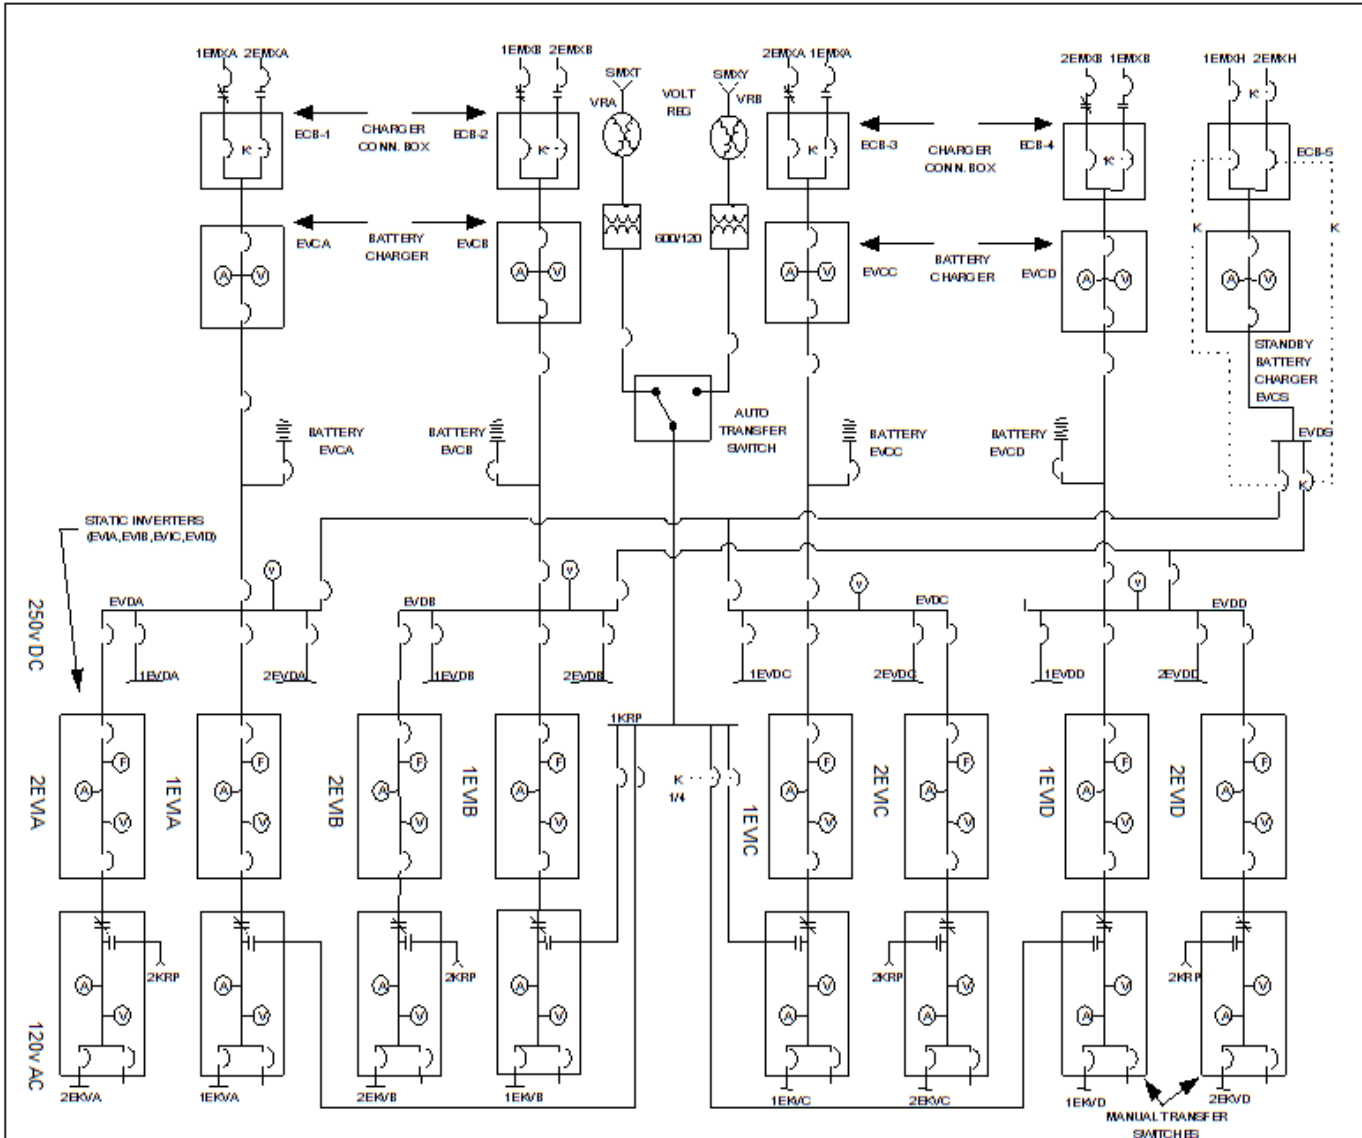 1EMXA 2EMXA
1EMXB 2EMXB
SMXT
SMXY
2EMXA 1EMXA
2EMXB 1EMXB
1EMXH 2EMXH
VRA
VOLT
REG
VRB
K
ECB-1
CHARGER
CONN. BOX
ECB-2
ECB-3
CHARGER
CONN. BOX
ECB-4
ECB-5
K
K
K
K
EVCA
BATTERY
CHARGER
EVCB
600/120
EVCC
BATTERY
CHARGER
EVCD
K
K
A V
A V
A V
A V
A V
STANDBY
BATTERY
CHARGER
EVCS
AUTO
TRANSFER
SWITCH
BATTERY
EVCA
BATTERY
EVCB
BATTERY
EVCC
BATTERY
EVCD
EVDS
K
STATIC INVERTERS
(EVIA,EVIB,EVIC,EVID)
V
V
V
V
250v DC
EVDA
EVDB
EVDC
EVDD
1EVDA
2EVDA
1EVDB
2EVDB
1EVDC
2EVDC
1EVDD
2EVDD
1KRP
K
1/4
2EVIA
1EVIA
2EVIB
1EVIB
1EVIC
2EVIC
1EVID
2EVID
F
F
F
F
F
F
F
F
A
A
A
A
A
A
A
A
V
V
V
V
V
V
V
V
2KRP
2KRP
2KRP
2KRP
A
A
A
A
V
V
V
V
V
V
V
V
A
A
A
A
120v AC
2EKVA
1EKVA
2EKVB
1EKVB
1EKVC
2EKVC
1EKVD
2EKVD
MANUAL TRANSFER
SWITCHES